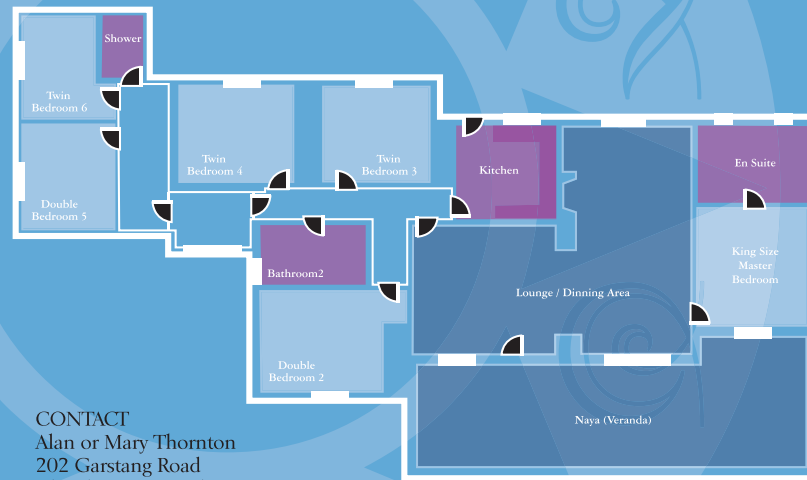 Shower
Twin
Bedroom 6
Double
Bedroom 5
Twin
Bedroom 4
Twin
Bedroom 3
Kitchen
En Suite
King Size
Master
Bedroom
Bathroom2
Lounge / Dinning Area
Double
Bedroom 2
Naya (Veranda)
CONTACT
Alan or Mary Thornton
202 Garstang Road